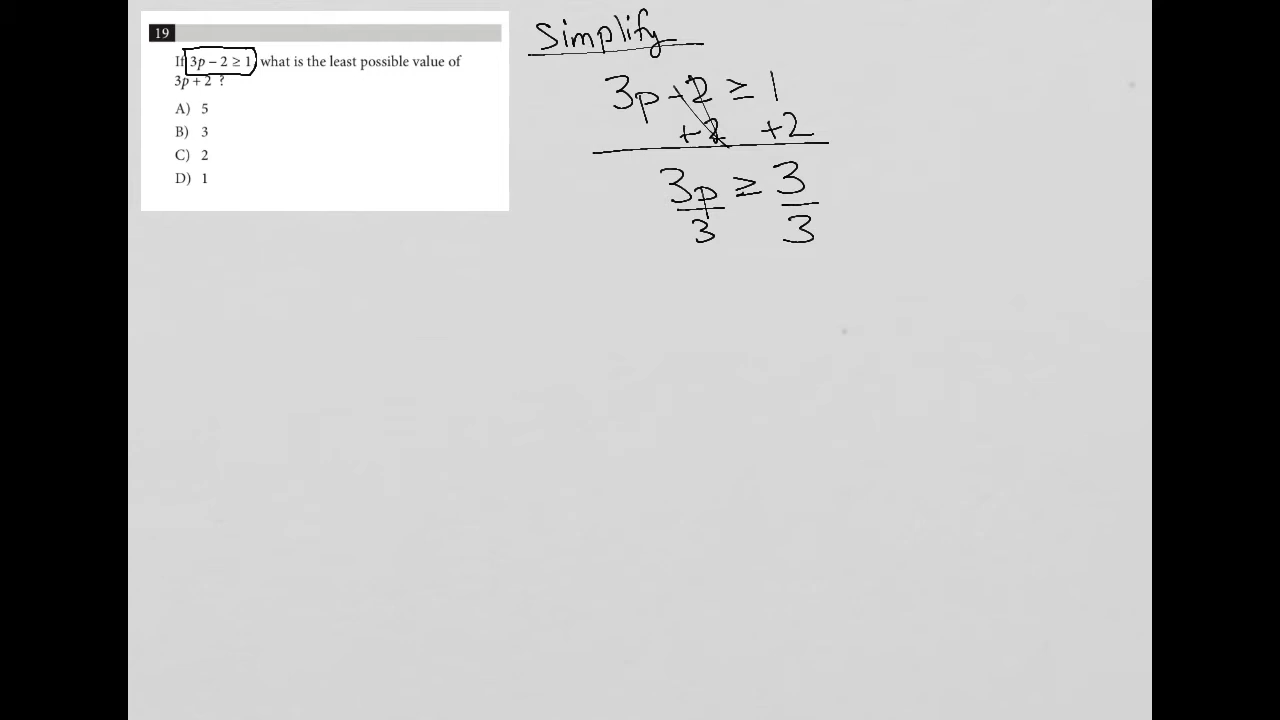 19
If 3p − 2 ≥ 1, what is the least possible value of
3p + 2 ?
A) 5
B) 3
C) 2
D) 1
Simplify
3p - 2 ≥ 1
+2 +2
3p ≥ 3
3 3